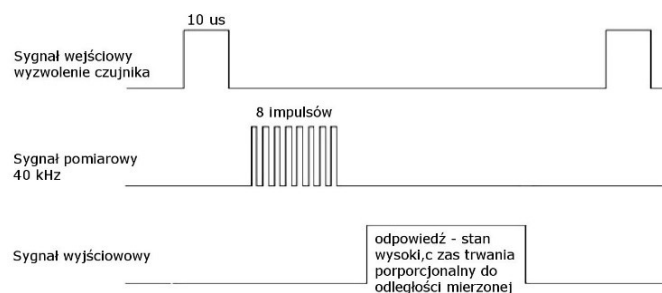 10 us
Sygnał wejściowy
wyzwolenie czujnika
8 impulsów
Sygnał pomiarowy
40 kHz
Sygnał wyjściowowy
odpowiedź - stan
wysoki,c zas trwania
porporcjonalny do
odległości mierzonej